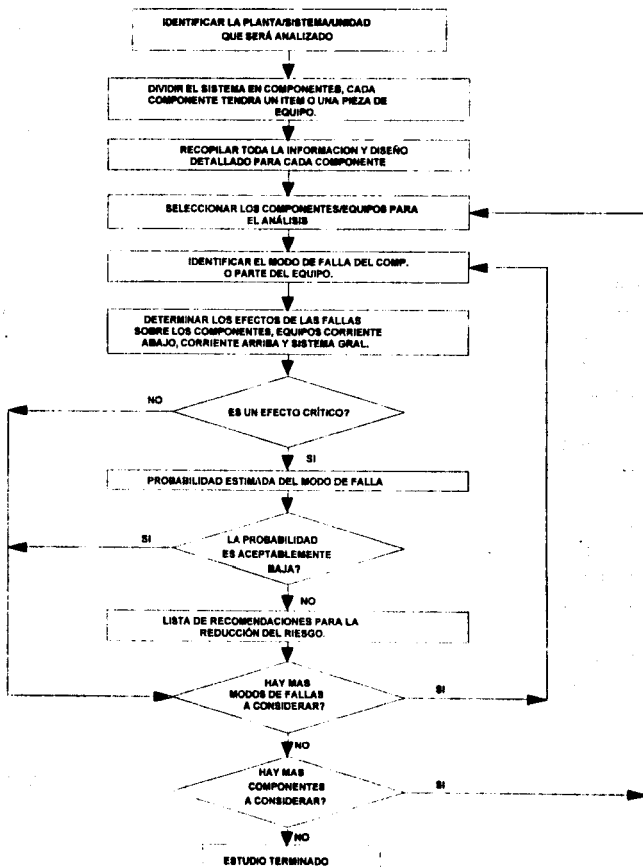 IDENTIFICAR LA PLANTA/SISTEMA/UNIDAD
QUE SERÁ ANALIZADO
DIVIDIR EL SISTEMA EN COMPONENTES, CADA
COMPONENTE TENDRA UN ITEM O UNA PIEZA DE
EQUIPO.
RECOPILAR TODA LA INFORMACION Y DISEÑO
DETALLADO PARA CADA COMPONENTE
SELECCIONAR LOS COMPONENTES/EQUIPOS PARA
EL ANÁLISIS
IDENTIFICAR EL MODO DE FALLA DEL COMP.
O PARTE DEL EQUIPO.
DETERMINAR LOS EFECTOS DE LAS FALLAS
SOBRE LOS COMPONENTES, EQUIPOS CORRIENTE
ABAJO, CORRIENTE ARRIBA Y SISTEMA GRAL.
NO
ES UN EFECTO CRÍTICO?
SI
PROBABILIDAD ESTIMADA DEL MODO DE FALLA
SI
LA PROBABILIDAD
ES ACEPTABLEMENTE
BAJA?
NO
LISTA DE RECOMENDACIONES PARA LA
REDUCCIÓN DEL RIESGO.
HAY MAS
MODOS DE FALLAS
A CONSIDERAR?
SI
NO
HAY MAS
COMPONENTES
A CONSIDERAR?
SI
NO
ESTUDIO TERMINADO